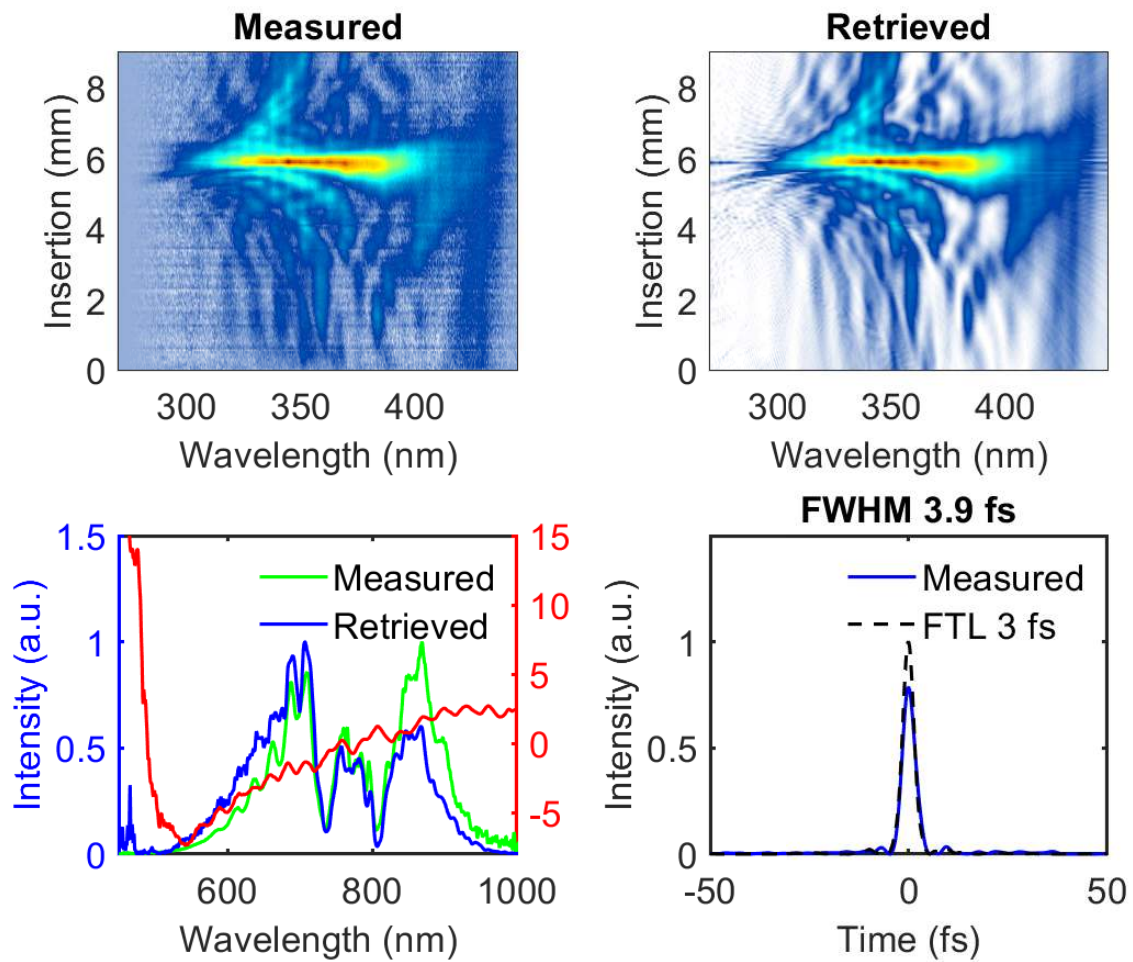 Measured
Retrieved
Insertion (mm)
8
6
4
2
0
300
350
400
Wavelength (nm)
Insertion (mm)
8
6
4
2
0
300
350
400
Wavelength (nm)
Intensity (a.u.)
1.5
1
0.5
0
15
10
5
0
-5
Measured
Retrieved
600
800
1000
Wavelength (nm)
FWHM 3.9 fs
Intensity (a.u.)
1
0.5
0
Measured
FTL 3 fs
-50
0
50
Time (fs)